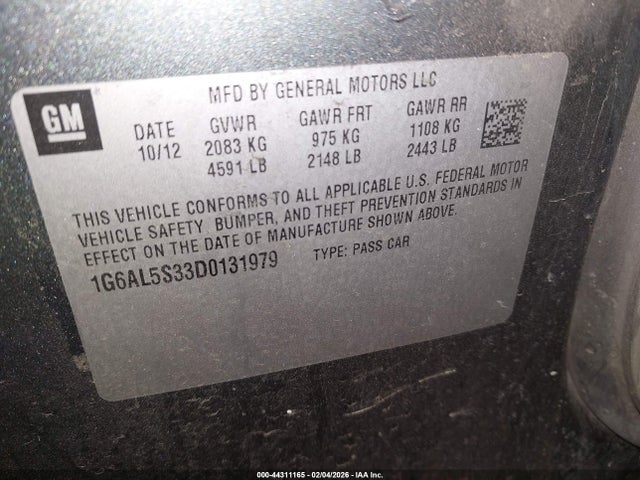 GM
MFD BY GENERAL MOTORS LLC
DATE GVWR GAWR FRT GAWR RR
10/12 2083 KG 975 KG 1108 KG
4591 LB 2148 LB 2443 LB
THIS VEHICLE CONFORMS TO ALL APPLICABLE U.S. FEDERAL MOTOR
VEHICLE SAFETY BUMPER, AND THEFT PREVENTION STANDARDS IN
EFFECT ON THE DATE OF MANUFACTURE SHOWN ABOVE.
1G6AL5S33D0131979 TYPE: PASS CAR
000-44311165 - 02/04/2026 - IAA Inc.